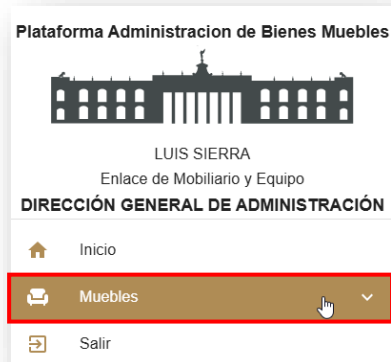 Plataforma Administracion de Bienes Muebles
LUIS SIERRA
Enlace de Mobiliario y Equipo
DIRECCIÓN GENERAL DE ADMINISTRACIÓN
Inicio
Muebles
Salir